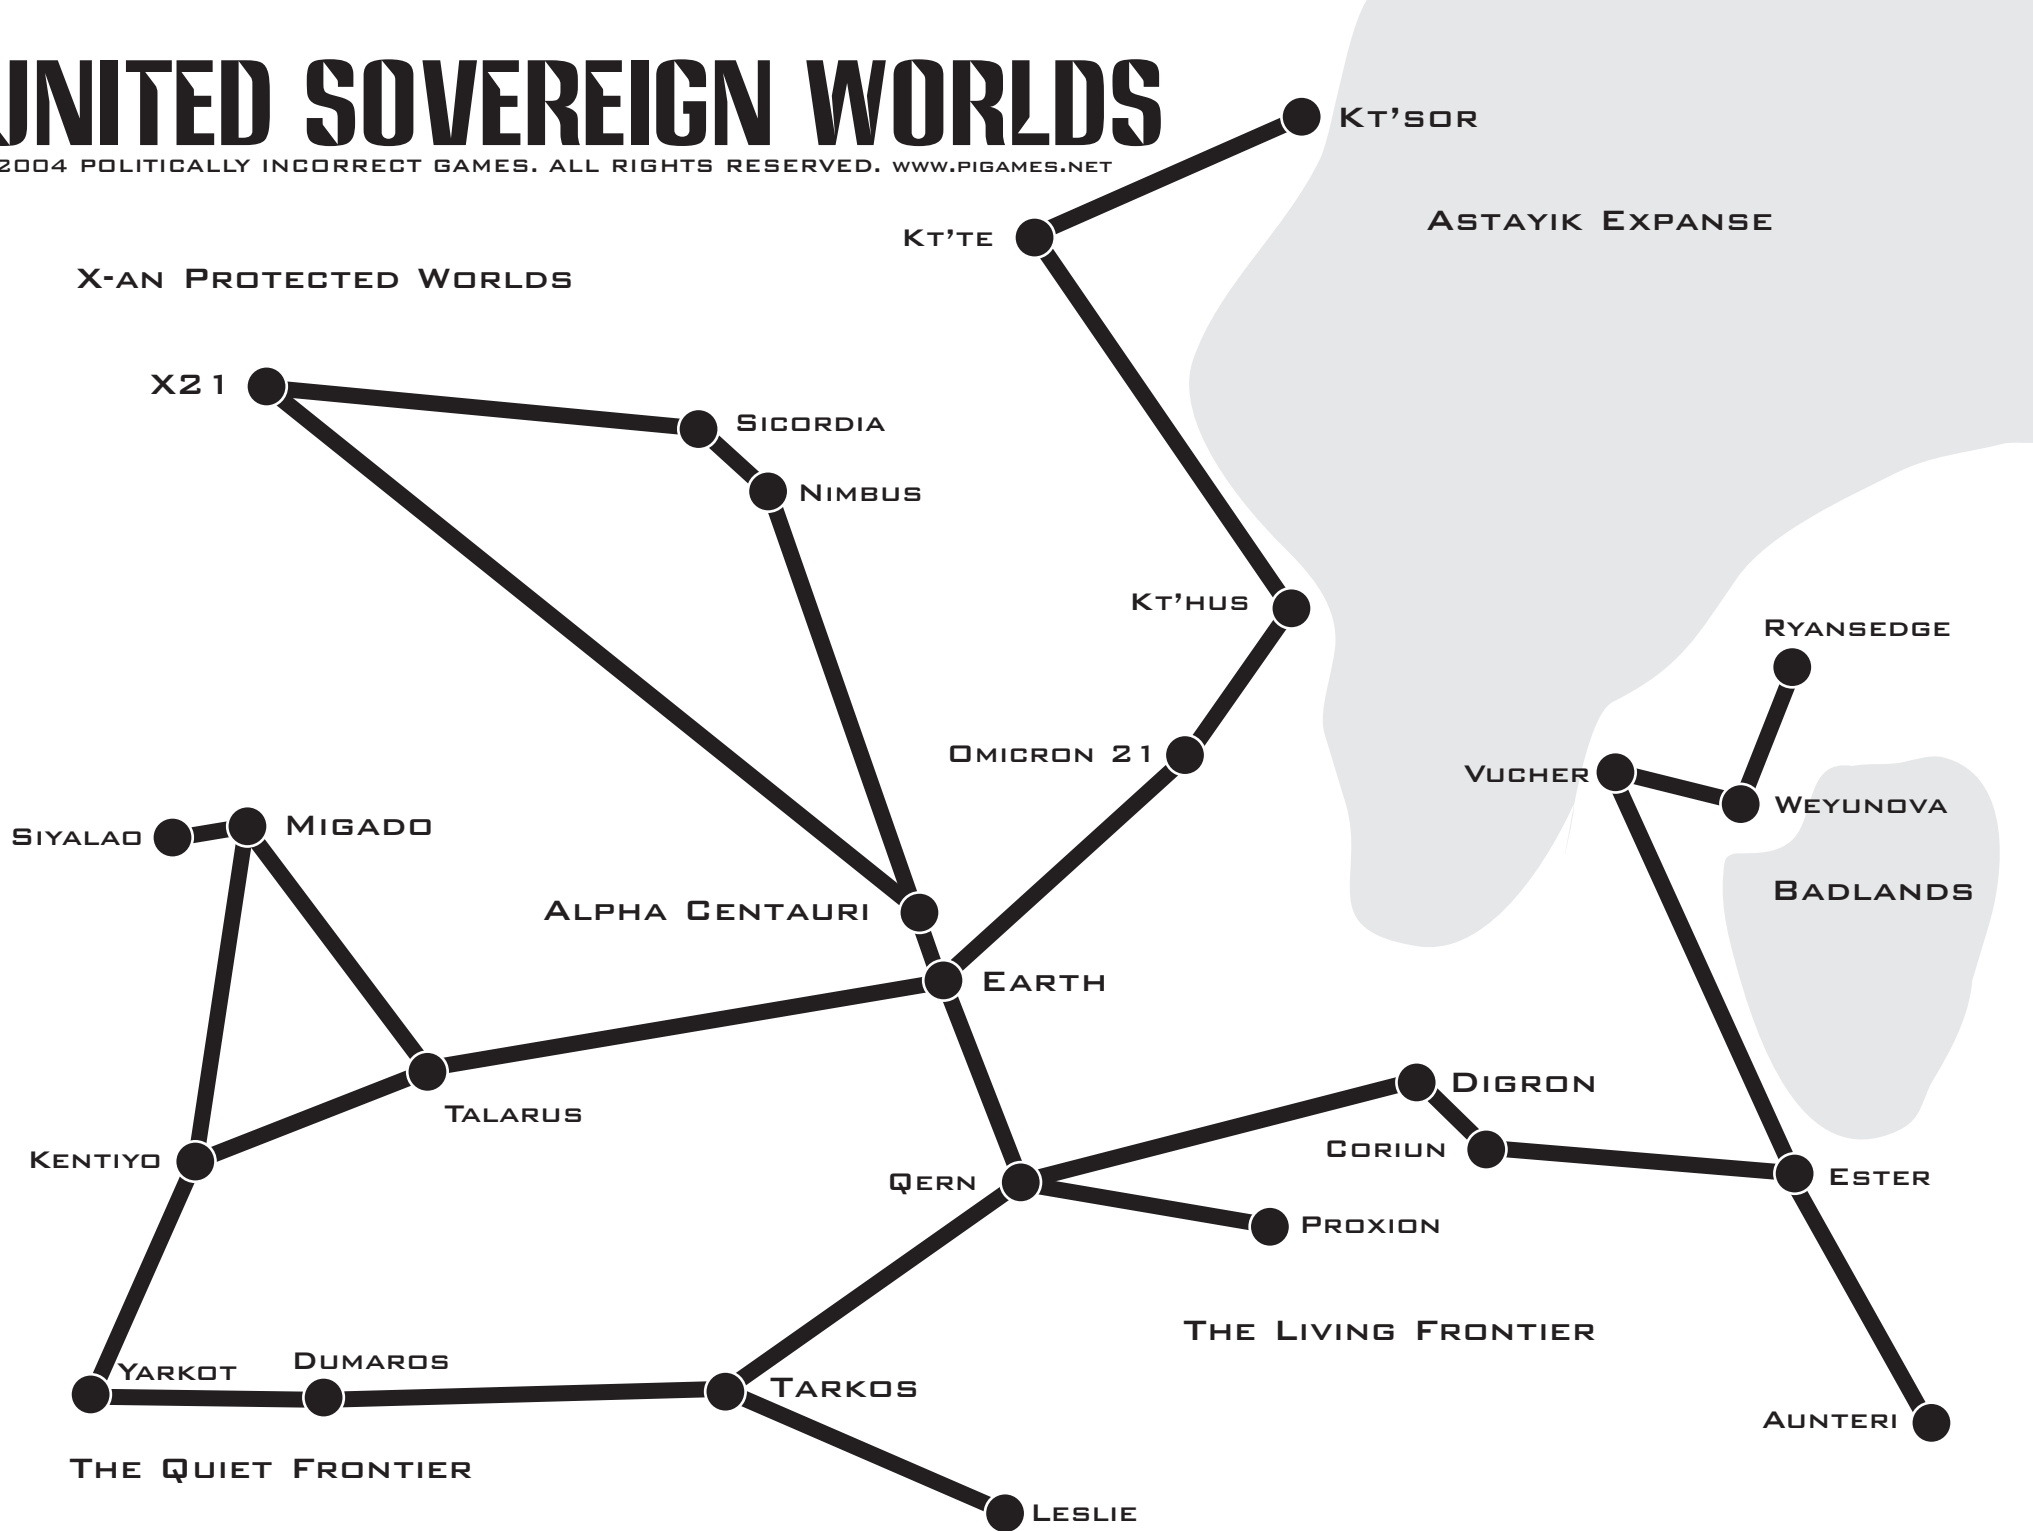 UNITED SOVEREIGN WORLDS
2004 POLITICALLY INCORRECT GAMES. ALL RIGHTS RESERVED. WWW.PIGAMES.NET
KT'SOR
ASTAYIK EXPANSE
KT'TE
X-AN PROTECTED WORLDS
X21
SICORDIA
NIMBUS
KT'HUS
RYANSEDGE
OMICRON 21
VUCHER
WEYUNOVA
SIYALAO
MIGADO
BADLANDS
ALPHA CENTAURI
EARTH
DIGRON
TALARUS
CORIUN
KENTIYO
QERN
ESTER
PROXION
THE LIVING FRONTIER
YARKOT
DUMAROS
TARKOS
AUNTERI
THE QUIET FRONTIER
LESLIE